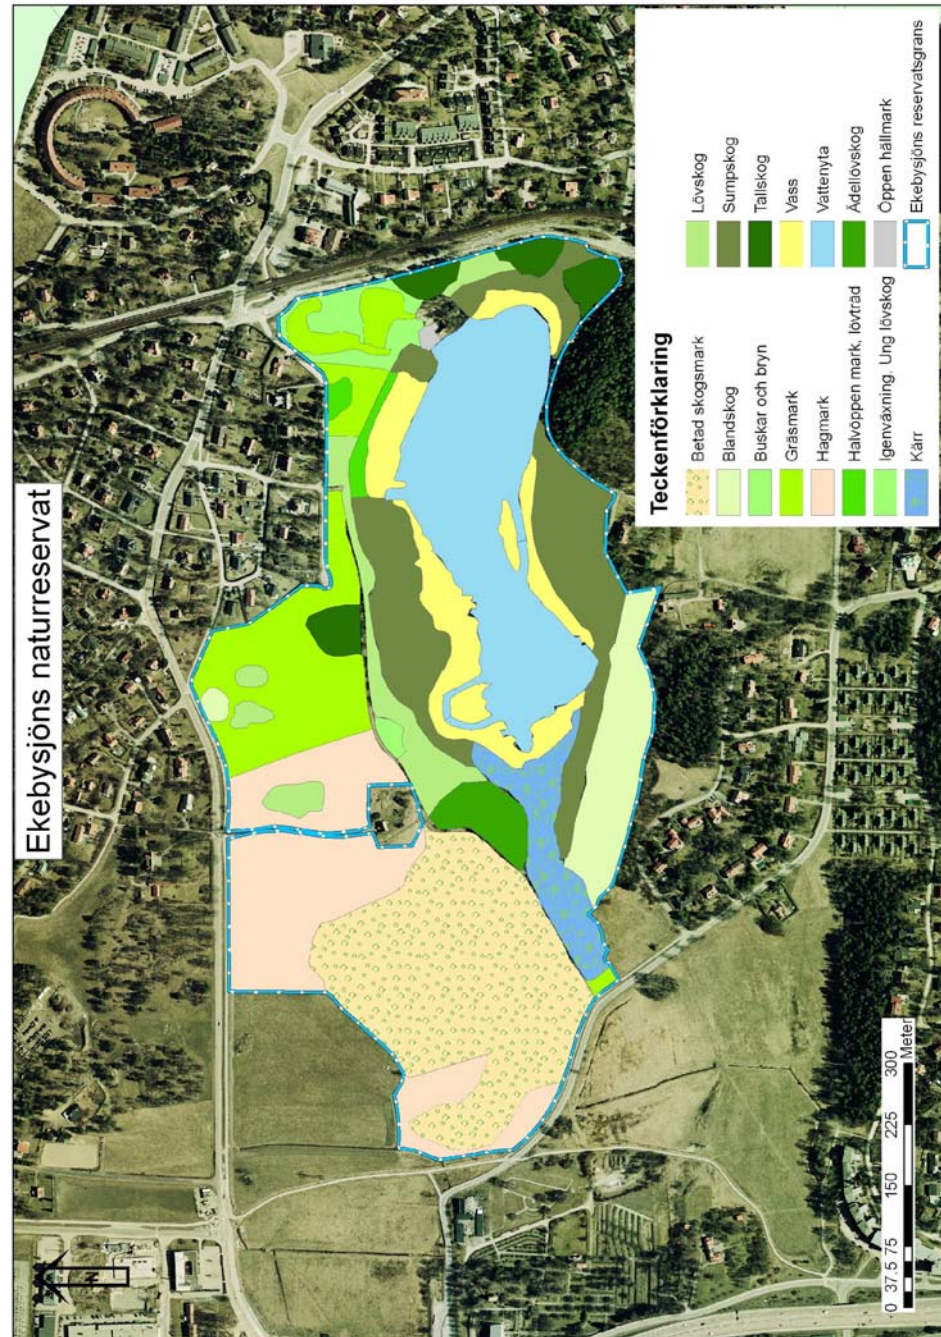 Ekebysjöns naturreservat
Teckenförklaring
Betad skogsmark
Blandskog
Buskar och bryn
Gräsmark
Hagmark
Halvöppen mark, lövträd
Igenväxning. Ung lövskog
Kärr
Lövskog
Sumpskog
Tallskog
Vass
Vattenyta
Ädellövskog
Öppen hällmark
Ekebysjöns reservatsgräns
N
0 37.5 75 150 225 300
Meter